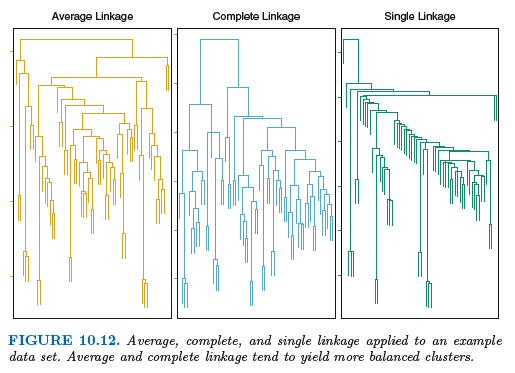 Average Linkage
Complete Linkage
Single Linkage
FIGURE 10.12. Average, complete, and single linkage applied to an example
data set. Average and complete linkage tend to yield more balanced clusters.